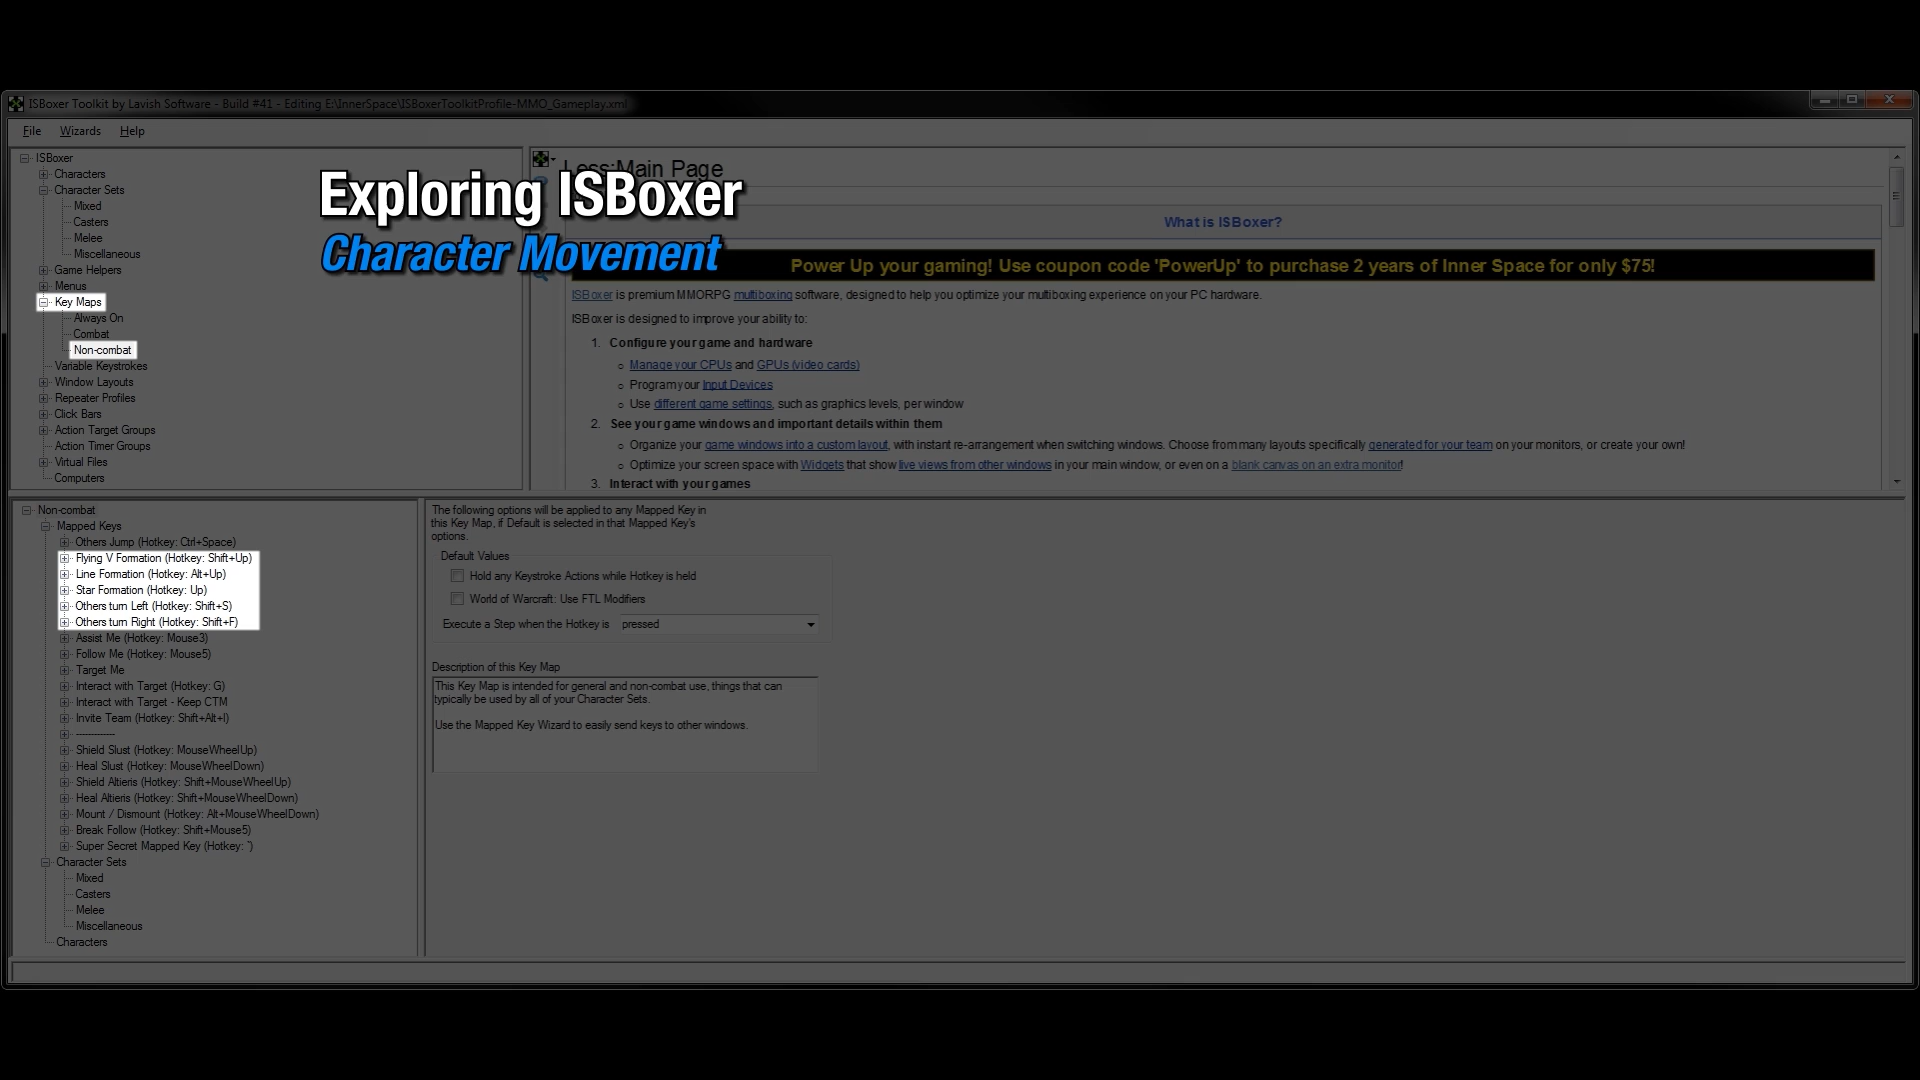 ISBoxer Toolkit by Lavish Software - Build #41 - Editing E:\InnerSpace\ISBoxerToolkitProfile-MMO_Gameplay.xml
File Wizards Help
Exploring ISBoxer
Character Movement
ISBoxer
Characters
Character Sets
Mixed
Casters
Melee
Miscellaneous
Game Helpers
Menus
Key Maps
Always On
Combat
Non-combat
Variable Keystrokes
Window Layouts
Repeater Profiles
Click Bars
Action Target Groups
Action Timer Groups
Virtual Files
Computers
Less:Main Page
What is ISBoxer?
Power Up your gaming! Use coupon code 'PowerUp' to purchase 2 years of Inner Space for only $75!
ISBoxer is premium MMORPG multiboxing software, designed to help you optimize your multiboxing experience on your PC hardware.
ISBoxer is designed to improve your ability to:
1. Configure your game and hardware
Manage your CPUs and GPUs (video cards)
Program your Input Devices
Use different game settings, such as graphics levels, per window
2. See your game windows and important details within them
Organize your game windows into a custom layout, with instant re-arrangement when switching windows. Choose from many layouts specifically generated for your team on your monitors, or create your own!
Optimize your screen space with Widgets that show live views from other windows in your main window, or even on a blank canvas on an extra monitor!
3. Interact with your games
Non-combat
Mapped Keys
Others Jump (Hotkey: Ctrl+Space)
Flying V Formation (Hotkey: Shift+Up)
Line Formation (Hotkey: Alt+Up)
Star Formation (Hotkey: Up)
Others turn Left (Hotkey: Shift+S)
Others turn Right (Hotkey: Shift+F)
Assist Me (Hotkey: Mouse3)
Follow Me (Hotkey: Mouse5)
Target Me
Interact with Target (Hotkey: G)
Interact with Target - Keep CTM
Invite Team (Hotkey: Shift+Alt+I)
-------------
Shield Slust (Hotkey: MouseWheelUp)
Heal Slust (Hotkey: MouseWheelDown)
Shield Altieris (Hotkey: Shift+MouseWheelUp)
Heal Altieris (Hotkey: Shift+MouseWheelDown)
Mount / Dismount (Hotkey: Alt+MouseWheelDown)
Break Follow (Hotkey: Shift+Mouse5)
Super Secret Mapped Key (Hotkey: `)
Character Sets
Mixed
Casters
Melee
Miscellaneous
Characters
The following options will be applied to any Mapped Key in
this Key Map, if Default is selected in that Mapped Key's
options.
Default Values
Hold any Keystroke Actions while Hotkey is held
World of Warcraft: Use FTL Modifiers
Execute a Step when the Hotkey is pressed
Description of this Key Map
This Key Map is intended for general and non-combat use, things that can
typically be used by all of your Character Sets.
Use the Mapped Key Wizard to easily send keys to other windows.